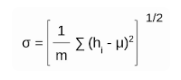 σ = [ 1/m ∑ (hᵢ - μ)² ]^1/2